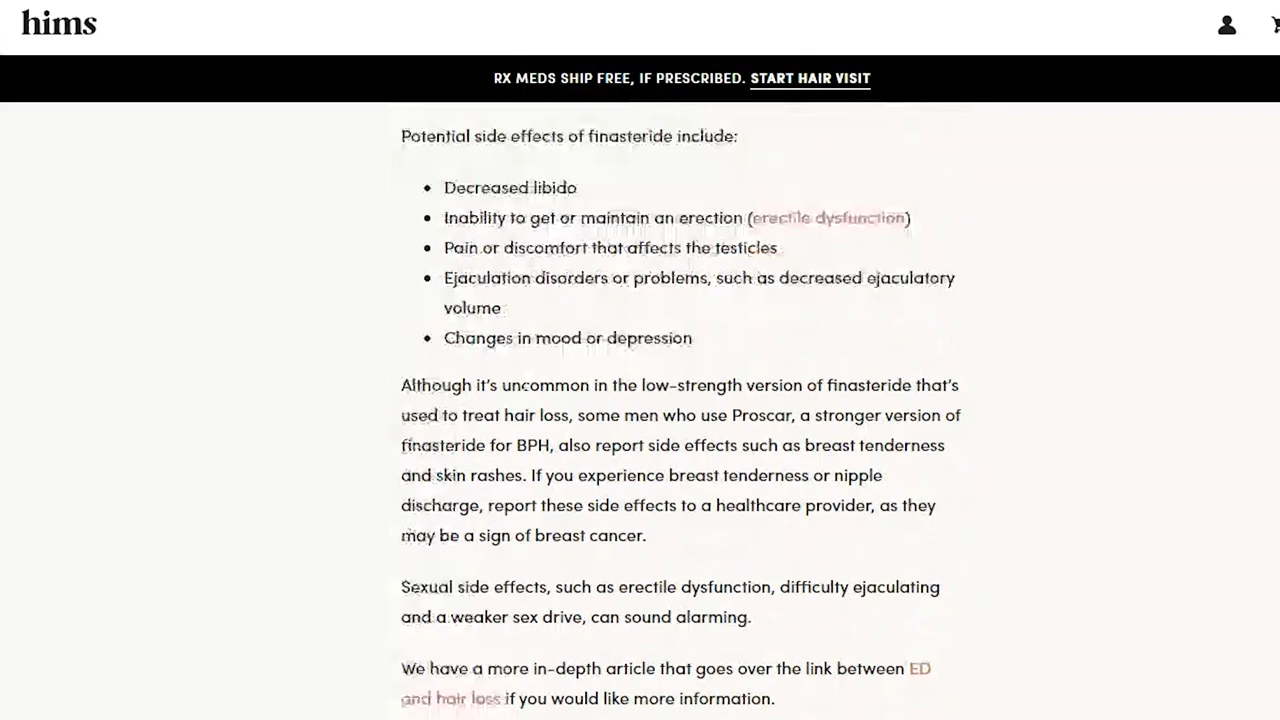 hims
RX MEDS SHIP FREE, IF PRESCRIBED. START HAIR VISIT
Potential side effects of finasteride include:
• Decreased libido
• Inability to get or maintain an erection (erectile dysfunction)
• Pain or discomfort that affects the testicles
• Ejaculation disorders or problems, such as decreased ejaculatory
volume
• Changes in mood or depression
Although it’s uncommon in the low-strength version of finasteride that’s
used to treat hair loss, some men who use Proscar, a stronger version of
finasteride for BPH, also report side effects such as breast tenderness
and skin rashes. If you experience breast tenderness or nipple
discharge, report these side effects to a healthcare provider, as they
may be a sign of breast cancer.
Sexual side effects, such as erectile dysfunction, difficulty ejaculating
and a weaker sex drive, can sound alarming.
We have a more in-depth article that goes over the link between ED
and hair loss if you would like more information.